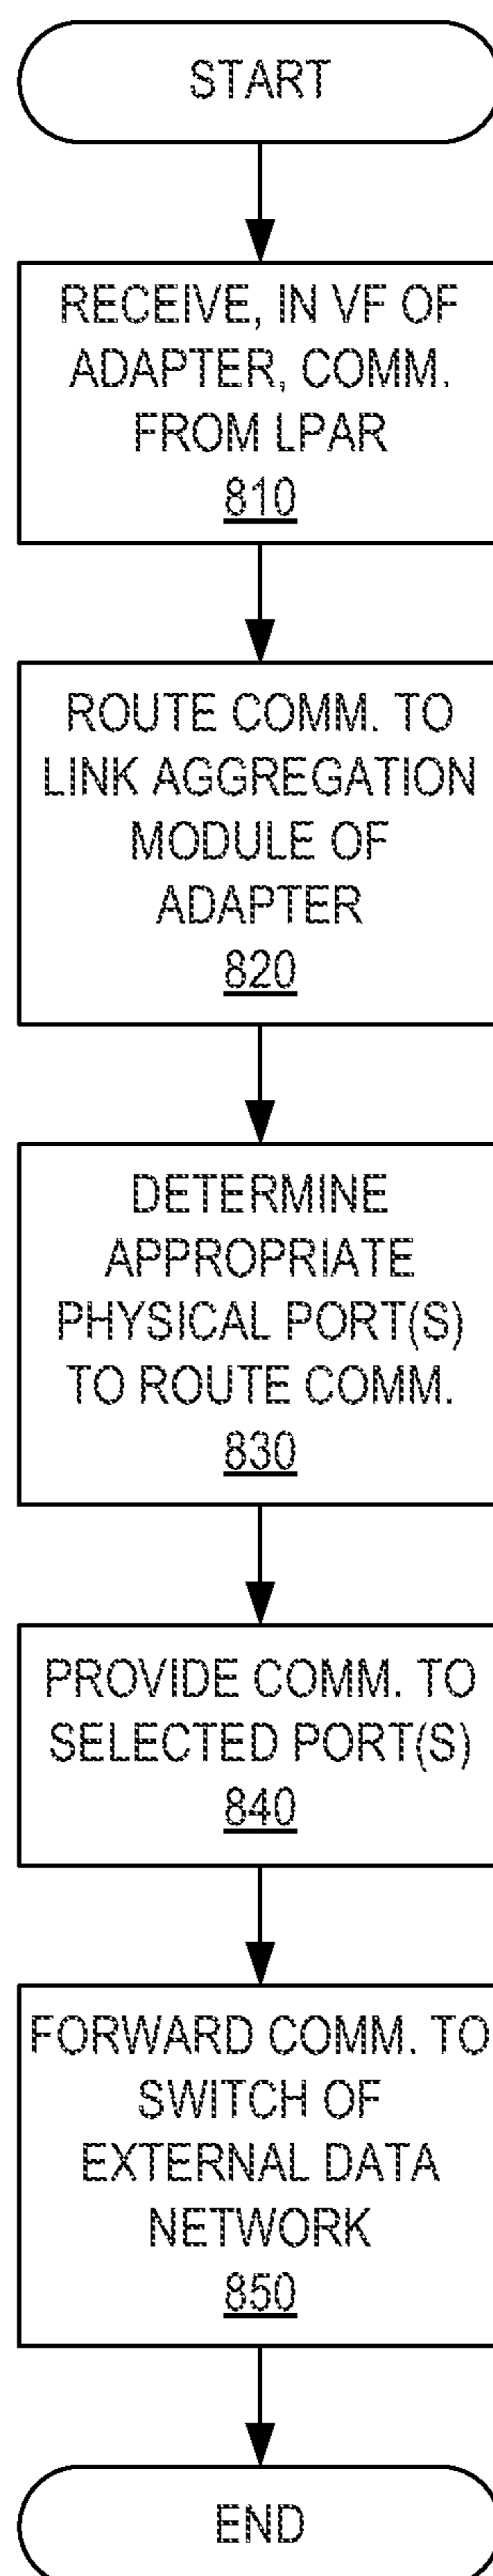 START
RECEIVE, IN VF OF
ADAPTER, COMM.
FROM LPAR
810
ROUTE COMM. TO
LINK AGGREGATION
MODULE OF
ADAPTER
820
DETERMINE
APPROPRIATE
PHYSICAL PORT(S)
TO ROUTE COMM.
830
PROVIDE COMM. TO
SELECTED PORT(S)
840
FORWARD COMM. TO
SWITCH OF
EXTERNAL DATA
NETWORK
850
END